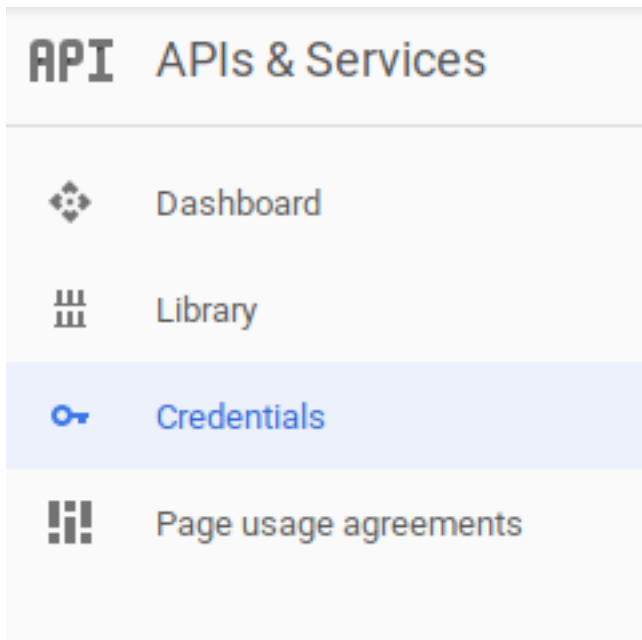 API APIs & Services
Dashboard
Library
Credentials
Page usage agreements